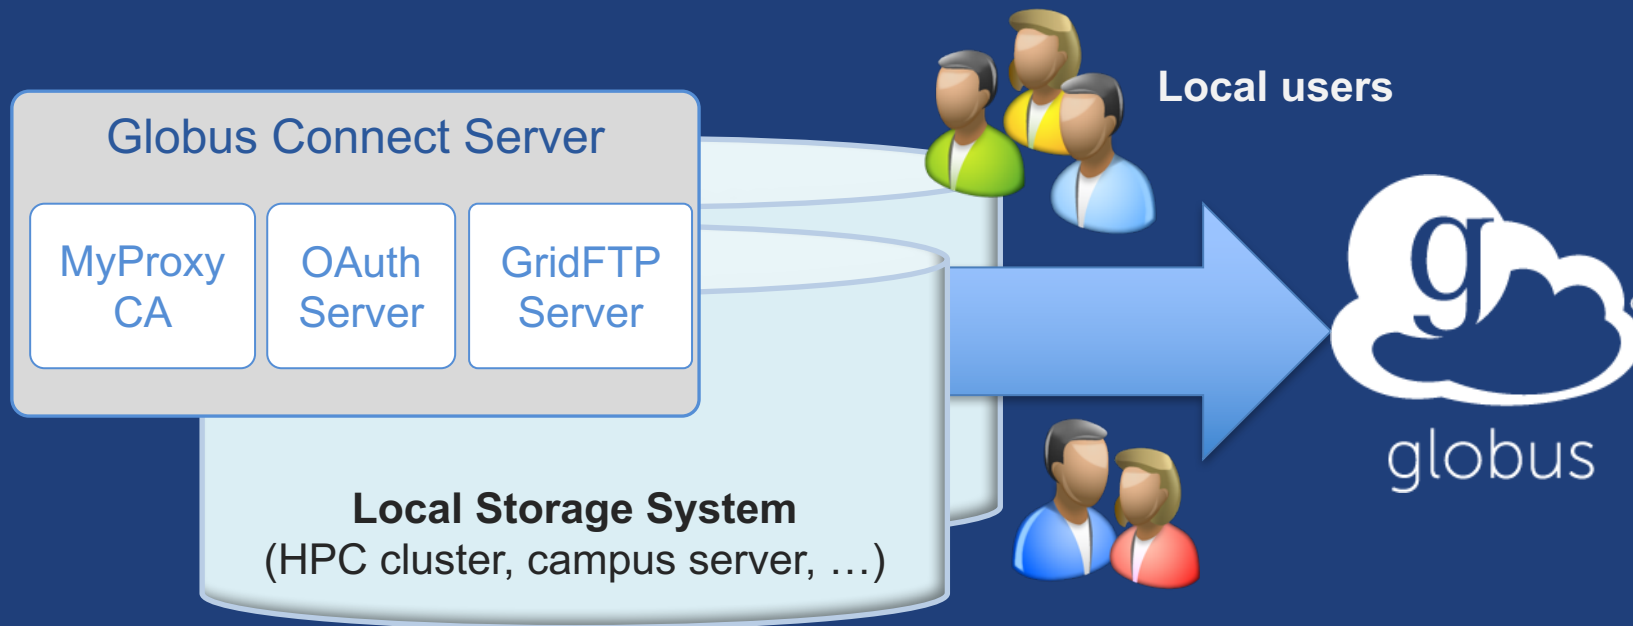 Local users
Globus Connect Server
MyProxy
CA
OAuth
Server
GridFTP
Server
g
globus
Local Storage System
(HPC cluster, campus server, …)